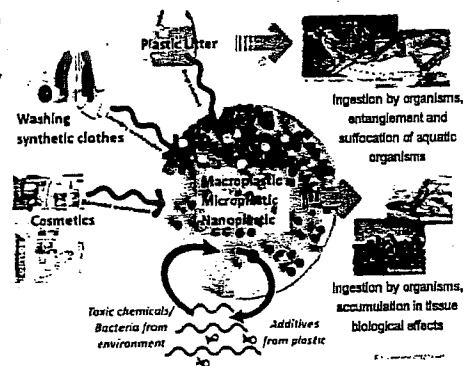 Plastic Litter
Washing
synthetic clothes
Cosmetics
Macroplastic
Microplastic
Nanoplastic
Toxic chemicals/
Bacteria from
environment
Additives
from plastic
Ingestion by organisms,
entanglement and
suffocation of aquatic
organisms
Ingestion by organisms,
accumulation in tissue
biological effects